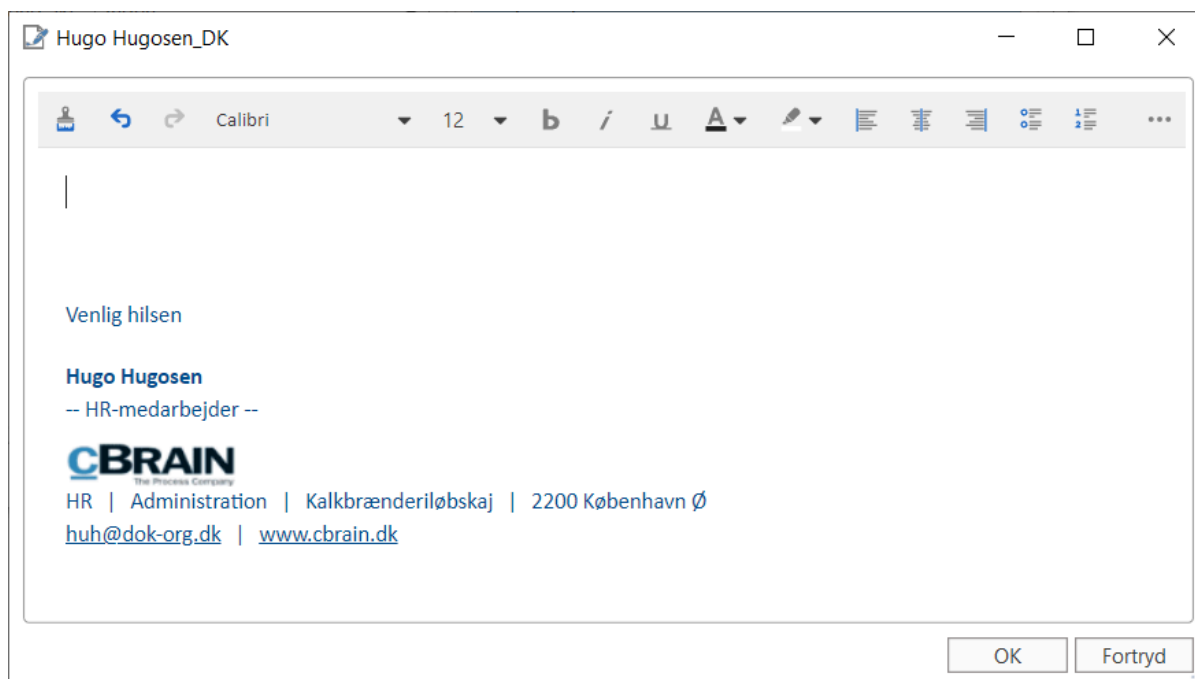 Hugo Hugosen_DK
Calibri 12 b i U A
Venlig hilsen
Hugo Hugosen
-- HR-medarbejder --
CBRAIN
The Process Company
HR | Administration | Kalkbrænderiløbskaj | 2200 København Ø
huh@dok-org.dk | www.cbrain.dk
OK Fortryd